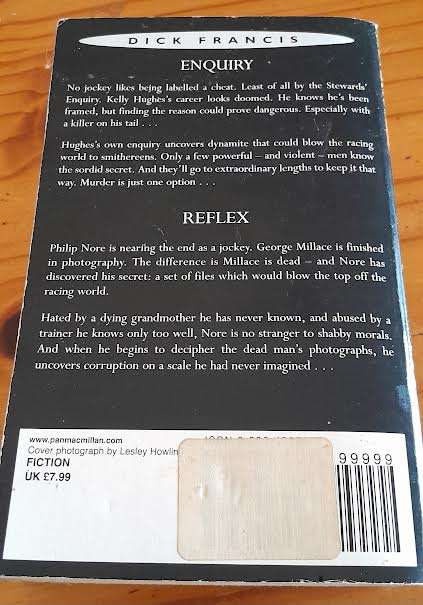 DICK FRANCIS
ENQUIRY
No jockey likes being labelled a cheat. Least of all by the Stewards'
Enquiry. Kelly Hughes's career looks doomed. He knows he's been
framed, but finding the reason could prove dangerous. Especially with
a killer on his tail . . .
Hughes's own enquiry uncovers dynamite that could blow the racing
world to smithereens. Only a few powerful – and violent – men know
the sordid secret. And they'll go to extraordinary lengths to keep it that
way. Murder is just one option . . .
REFLEX
Philip Nore is nearing the end as a jockey. George Millace is finished
in photography. The difference is Millace is dead – and Nore has
discovered his secret: a set of files which would blow the top off the
racing world.
Hated by a dying grandmother he has never known, and abused by a
trainer he knows only too well, Nore is no stranger to shabby morals.
And when he begins to decipher the dead man's photographs, he
uncovers corruption on a scale he had never imagined . . .
www.panmacmillan.com
Cover photograph by Lesley Howlin
FICTION
UK £7.99
99999